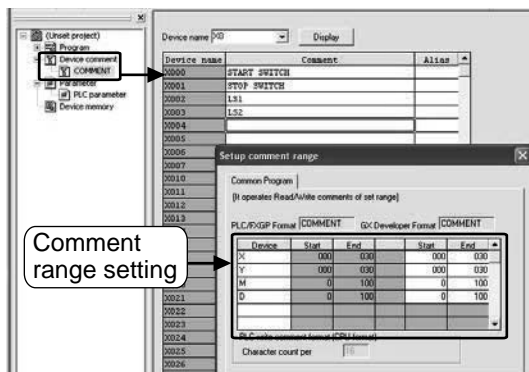 (Unset project)
Program
Device comment
COMMENT
Parameter
PLC parameter
Device memory
Device name X0 Display
Device name Comment Alias
X000 START SWITCH
X001 STOP SWITCH
X002 LS1
X003 LS2
X004
X005
X006
X007
X010
X011
X012
X013
X021
X022
X023
X024
X025
X026
Setup comment range
Common Program
[It operates Read/Write comments of set range]
PLC/FXGP Format COMMENT GX Developer Format COMMENT
Device Start End Start End
X 000 030 000 030
Y 000 030 000 030
M 0 100 0 100
D 0 100 0 100
PLC write comment format (CPU format)
Character count per 16
Comment
range setting